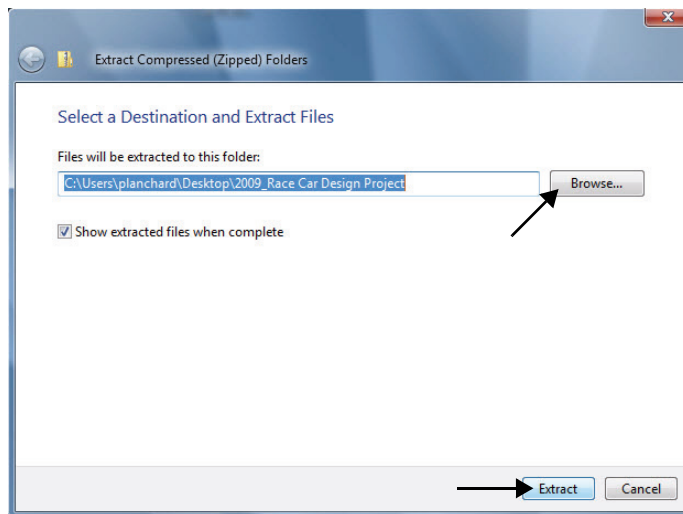 Extract Compressed (Zipped) Folders
Select a Destination and Extract Files
Files will be extracted to this folder:
C:\Users\planchard\Desktop\2009_Race Car Design Project
Browse...
Show extracted files when complete
Extract
Cancel